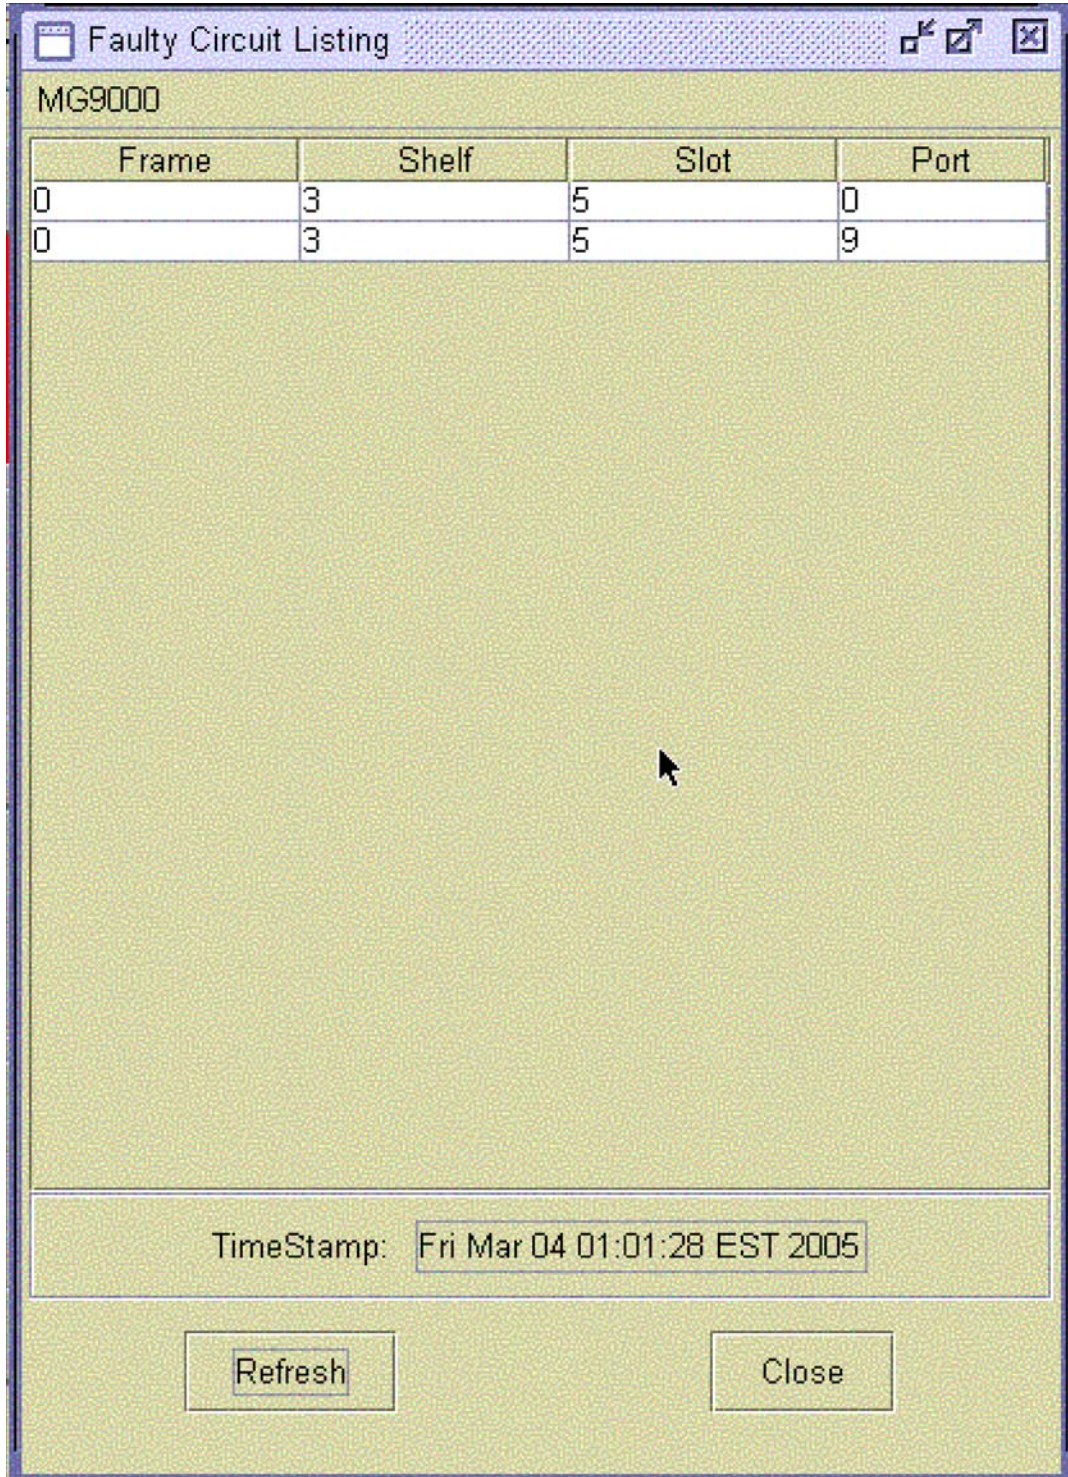 Faulty Circuit Listing
MG9000
Frame Shelf Slot Port
0 3 5 0
0 3 5 9
TimeStamp: Fri Mar 04 01:01:28 EST 2005
Refresh Close